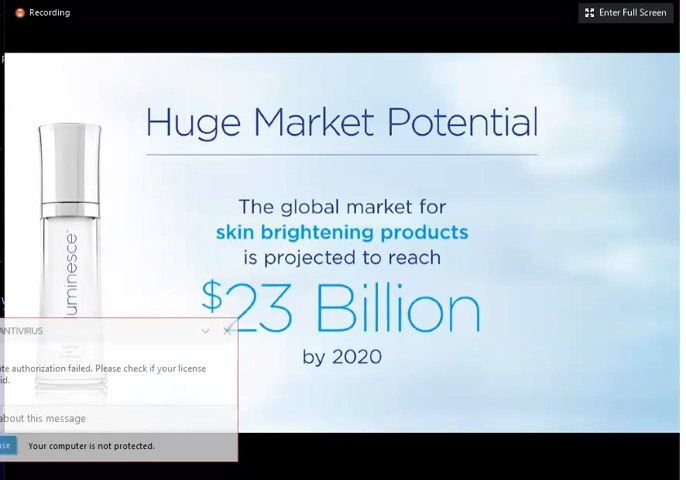 Recording
Enter Full Screen
Huge Market Potential
The global market for
skin brightening products
is projected to reach
$23 Billion
by 2020
luminesce
ANTIVIRUS
authorization failed. Please check if your license
about this message
Your computer is not protected.